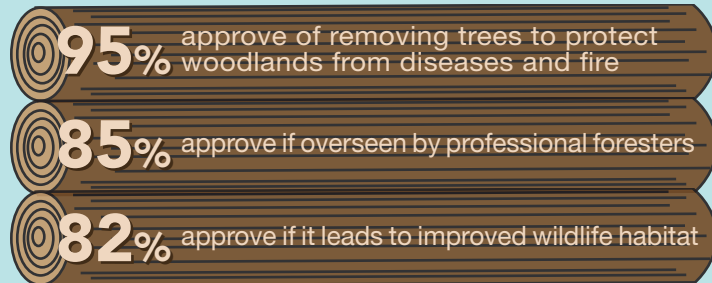 95% approve of removing trees to protect
woodlands from diseases and fire
85% approve if overseen by professional foresters
82% approve if it leads to improved wildlife habitat